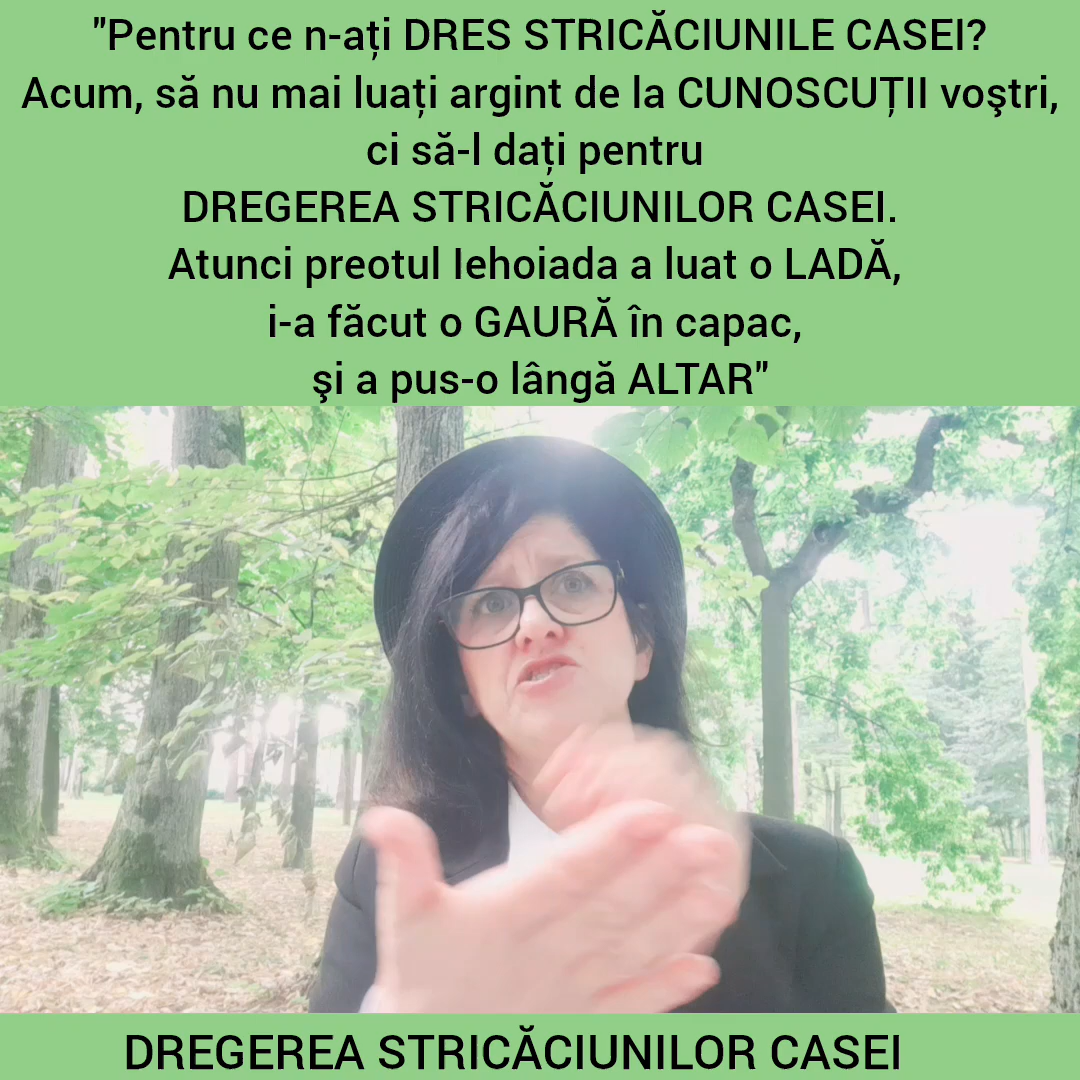 "Pentru ce n-ați DRES STRICĂCIUNILE CASEI?
Acum, să nu mai luați argint de la CUNOSCUȚII voştri,
ci să-l dați pentru
DREGEREA STRICĂCIUNILOR CASEI.
Atunci preotul Iehoiada a luat o LADĂ,
i-a făcut o GAURĂ în capac,
şi a pus-o lângă ALTAR"
DREGEREA STRICĂCIUNILOR CASEI